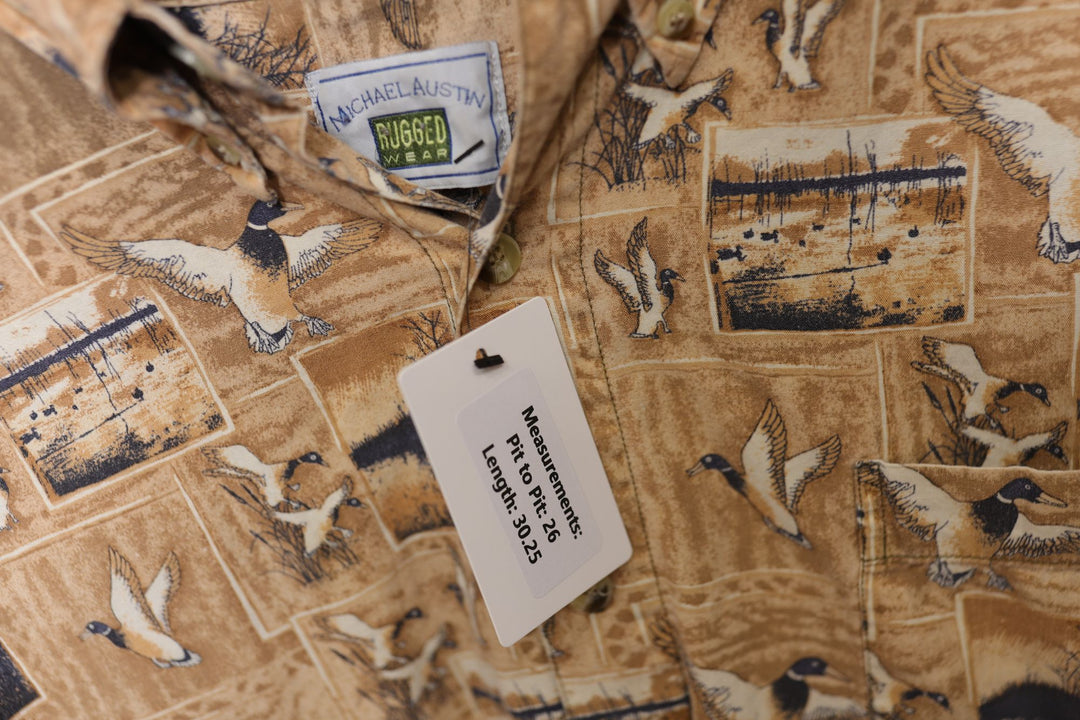 MICHAEL AUSTIN
RUGGED
WEAR
Measurements:
Pit to Pit: 26
Length: 30.25